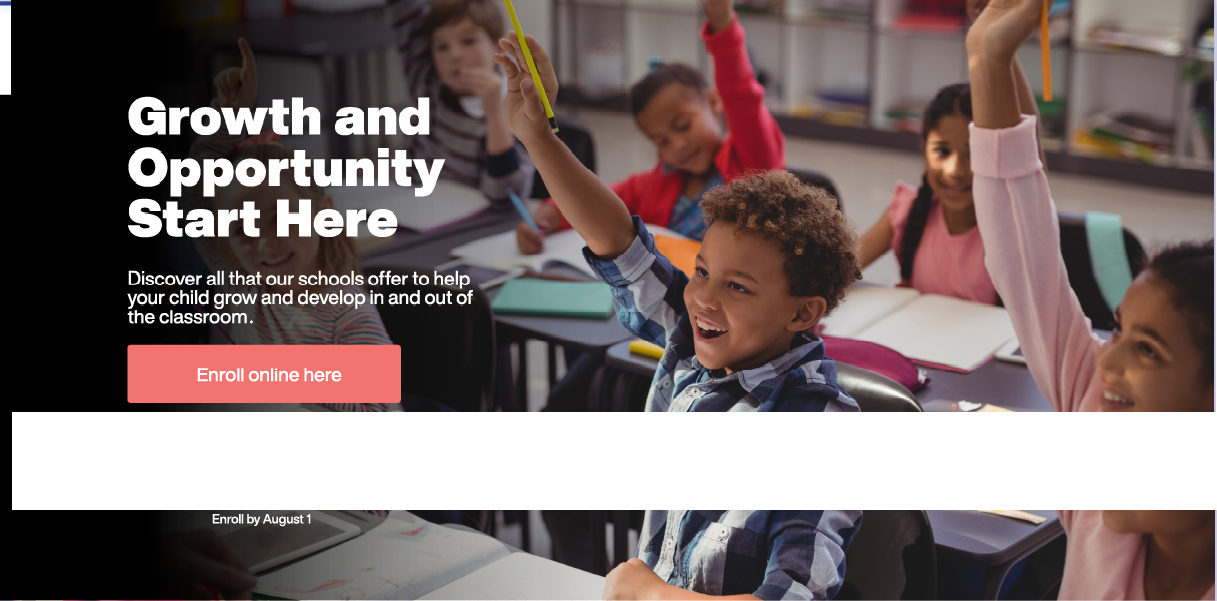 Growth and
Opportunity
Start Here
Discover all that our schools offer to help
your child grow and develop in and out of
the classroom.
Enroll online here
Enroll by August 1